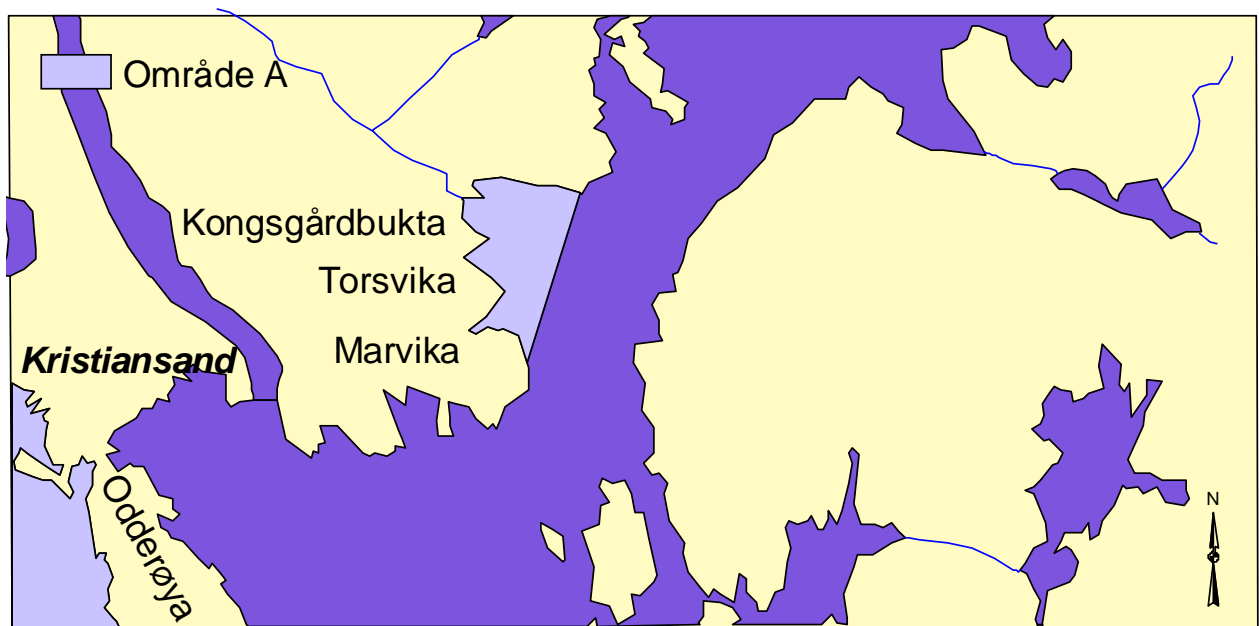 Område A
Kongsgårdbukta
Torsvika
Marvika
Kristiansand
Odderøya
N